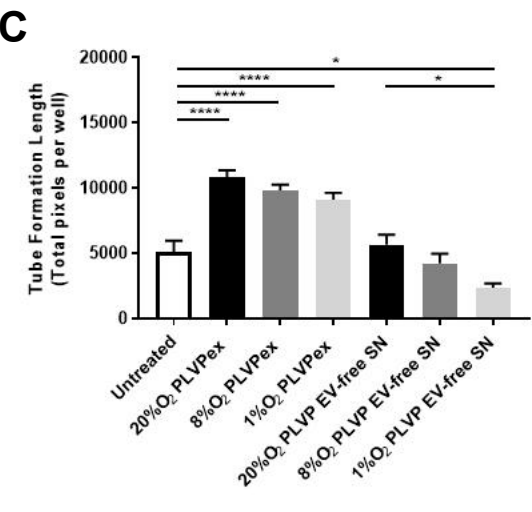 C
Tube Formation Length
(Total pixels per well)
20000
15000
10000
5000
0
*
****
*
****
****
Untreated
20%O₂ PLVPex
8%O₂ PLVPex
1%O₂ PLVPex
20%O₂ PLVP EV-free SN
8%O₂ PLVP EV-free SN
1%O₂ PLVP EV-free SN